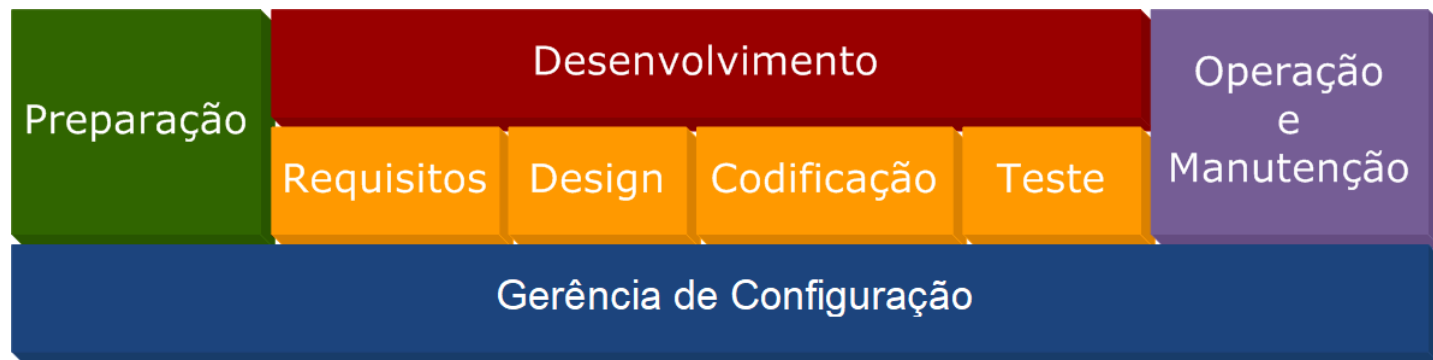 Preparação
Desenvolvimento
Requisitos
Design
Codificação
Teste
Operação
e
Manutenção
Gerência de Configuração